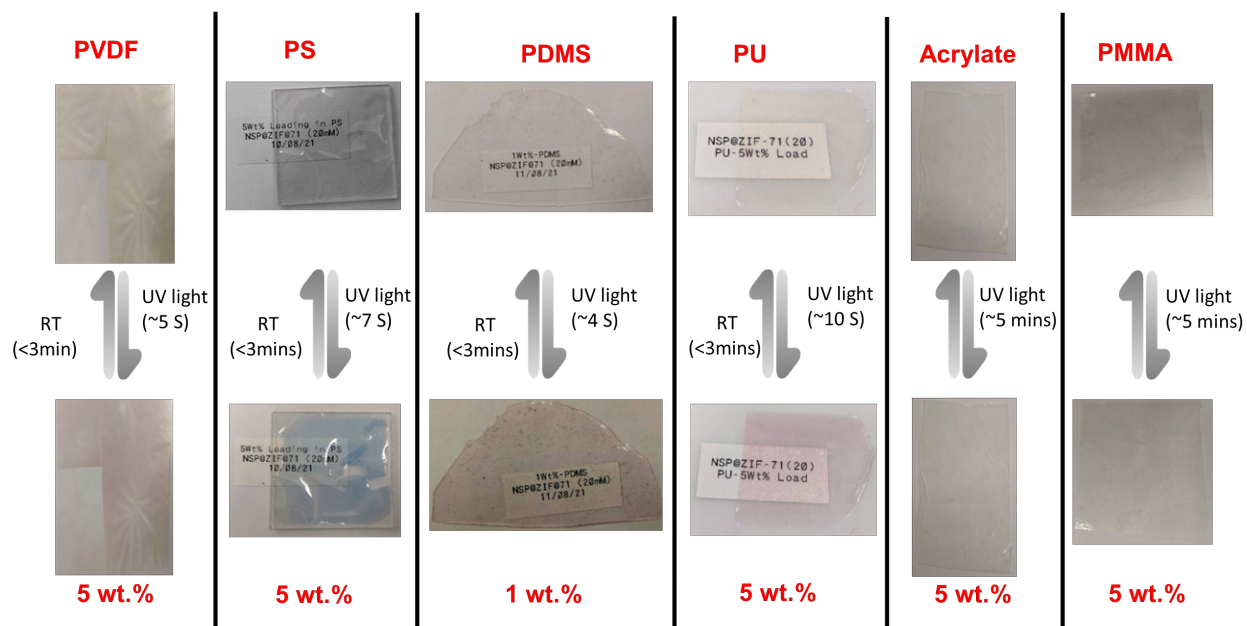 PVDF
PS
PDMS
PU
Acrylate
PMMA
5Wt% Loading in PS
NSP@ZIF@71 (20mM)
10/08/21
1Wt%-PDMS
NSP@ZIF@71 (20mM)
11/08/21
NSP@ZIF-71(20)
PU-5Wt% Load
RT
(<3min)
UV light
(~5 S)
RT
(<3mins)
UV light
(~7 S)
RT
(<3mins)
UV light
(~4 S)
RT
(<3mins)
UV light
(~10 S)
UV light
(~5 mins)
UV light
(~5 mins)
5Wt% Loading in PS
NSP@ZIF@71 (20mM)
10/08/21
1Wt%-PDMS
NSP@ZIF@71 (20mM)
11/08/21
NSP@ZIF-71(20)
PU-5Wt% Load
5 wt.%
5 wt.%
1 wt.%
5 wt.%
5 wt.%
5 wt.%